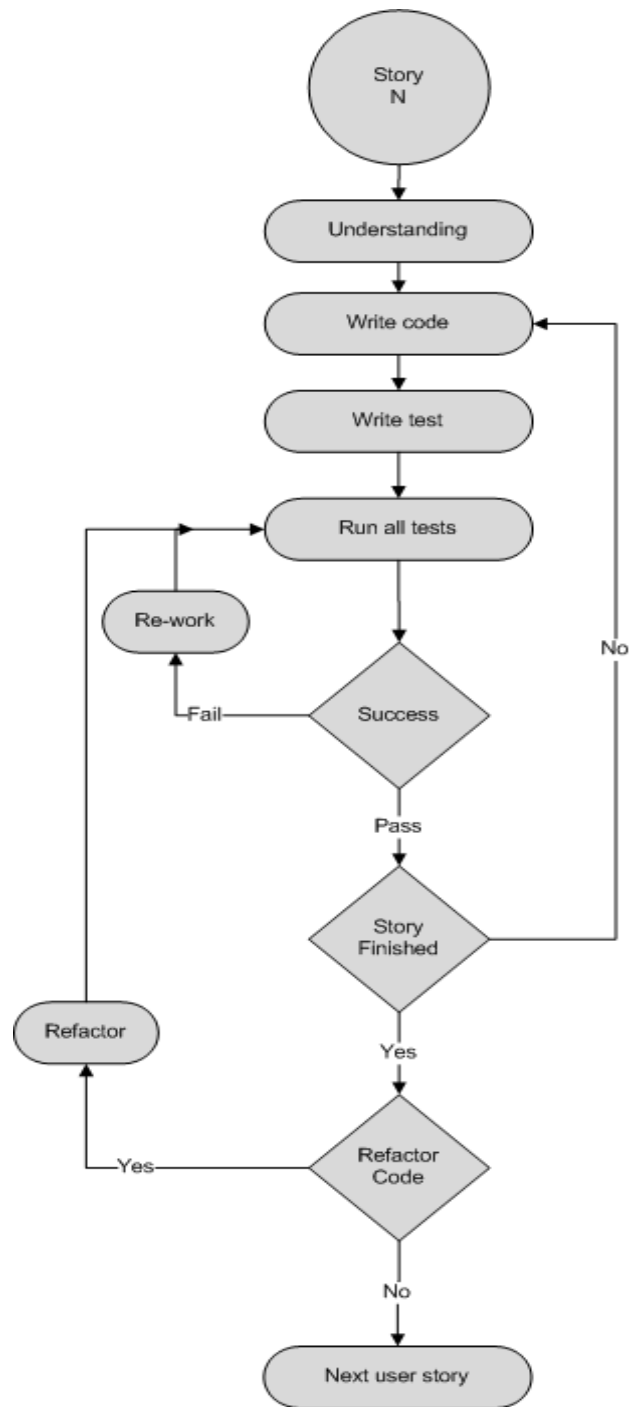 Story
N
Understanding
Write code
Write test
Run all tests
Re-work
No
Fail
Success
Pass
Story
Finished
Refactor
Yes
Yes
Refactor
Code
No
Next user story